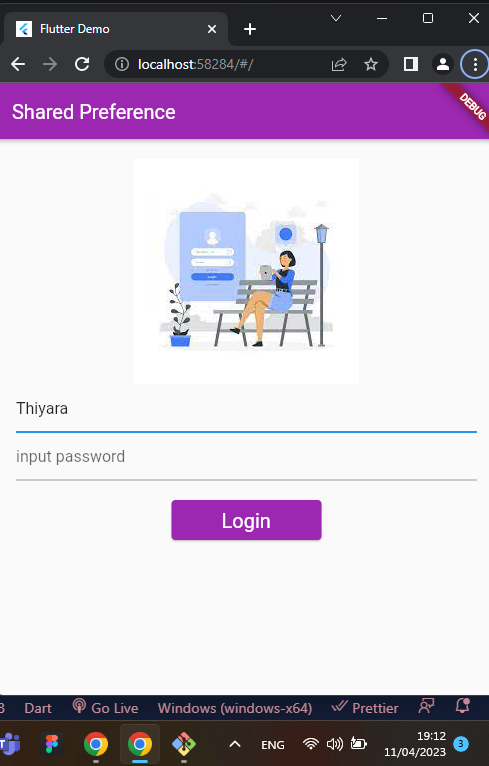 Flutter Demo
localhost:58284/#/
Shared Preference
DEBUG
Login
Thiyara
input password
Login
Dart
Go Live
Windows (windows-x64)
Prettier
ENG
19:12
11/04/2023
3